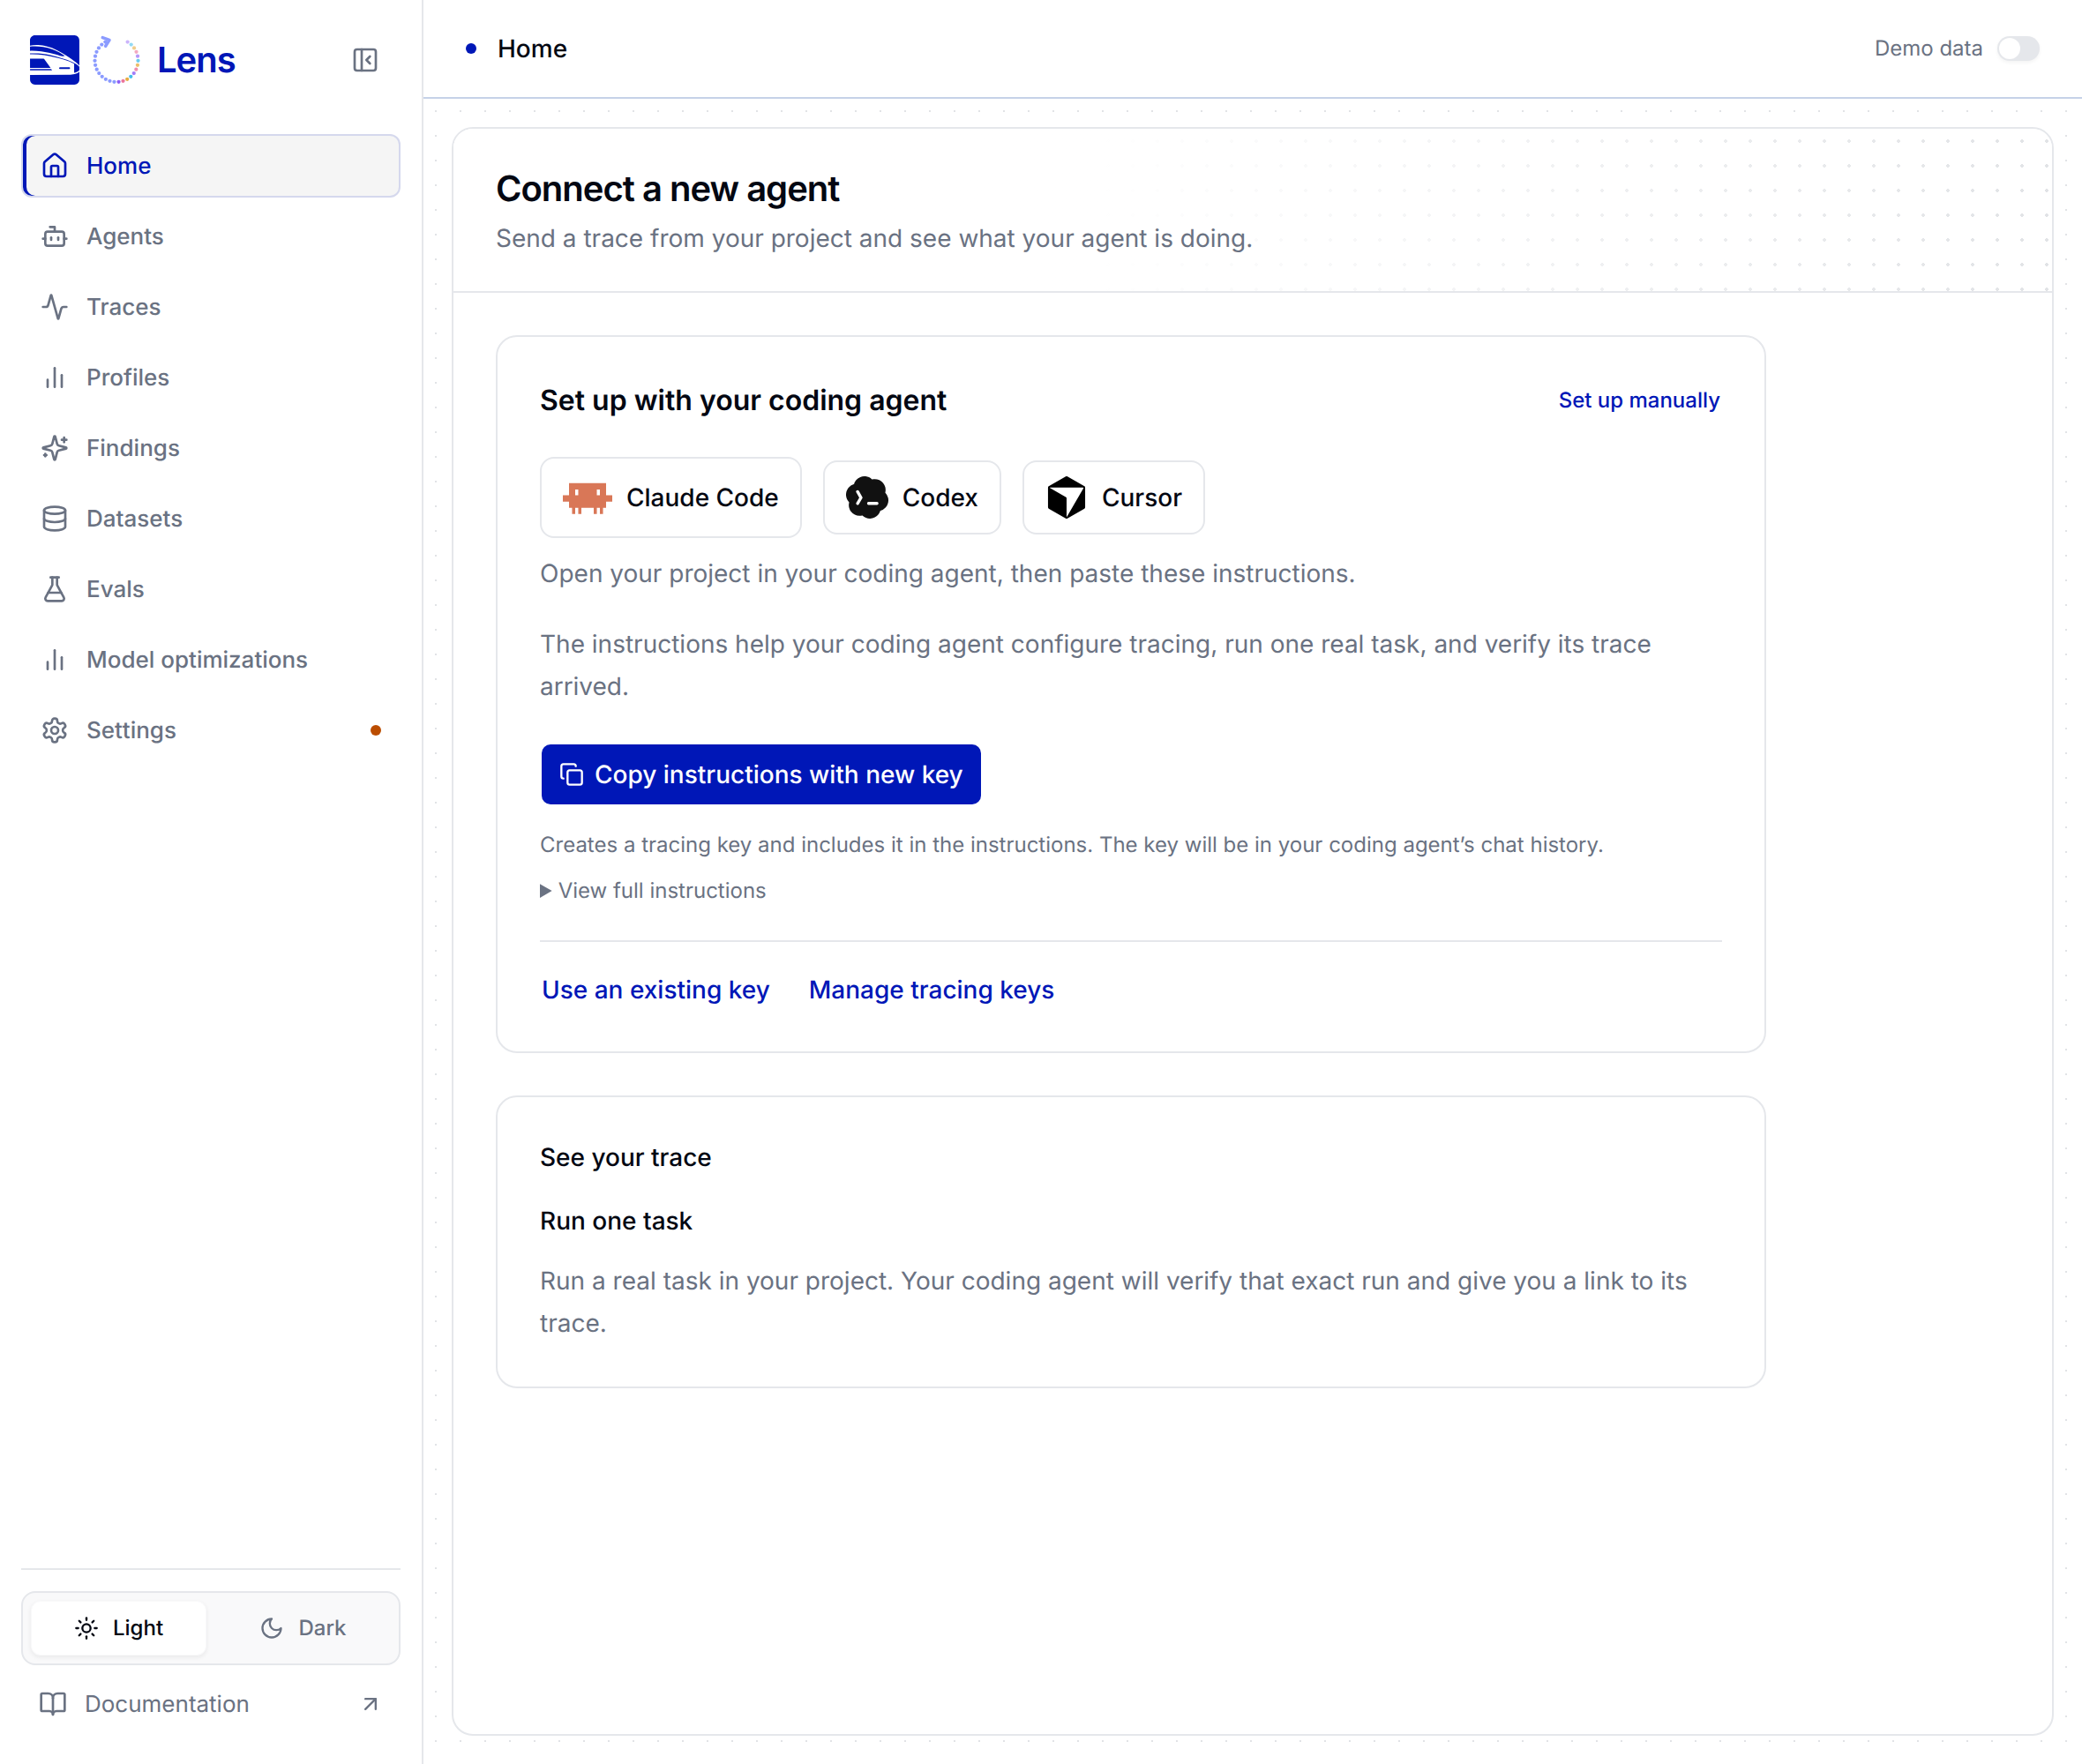 Lens
Home
Agents
Traces
Profiles
Findings
Datasets
Evals
Model optimizations
Settings
Light
Dark
Documentation
Home
Demo data
Connect a new agent
Send a trace from your project and see what your agent is doing.
Set up with your coding agent
Set up manually
Claude Code
Codex
Cursor
Open your project in your coding agent, then paste these instructions.
The instructions help your coding agent configure tracing, run one real task, and verify its trace
arrived.
Copy instructions with new key
Creates a tracing key and includes it in the instructions. The key will be in your coding agent’s chat history.
View full instructions
Use an existing key
Manage tracing keys
See your trace
Run one task
Run a real task in your project. Your coding agent will verify that exact run and give you a link to its
trace.